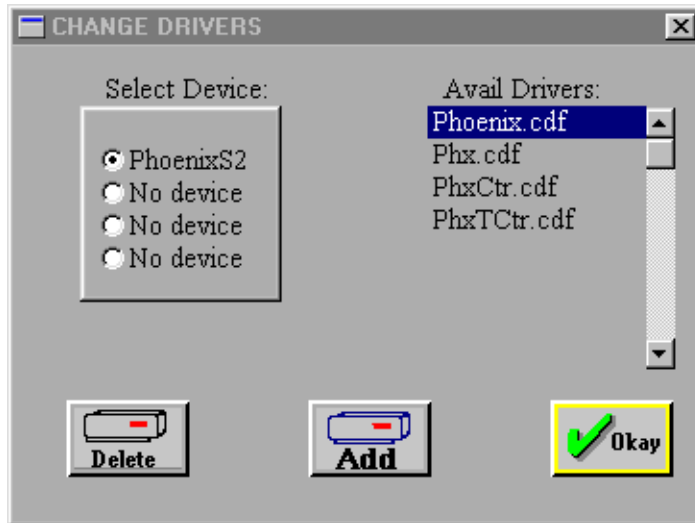 CHANGE DRIVERS
Select Device:
PhoenixS2
No device
No device
No device
Avail Drivers:
Phoenix.cdf
Phx.cdf
PhxCtr.cdf
PhxTCtr.cdf
Delete
Add
Okay